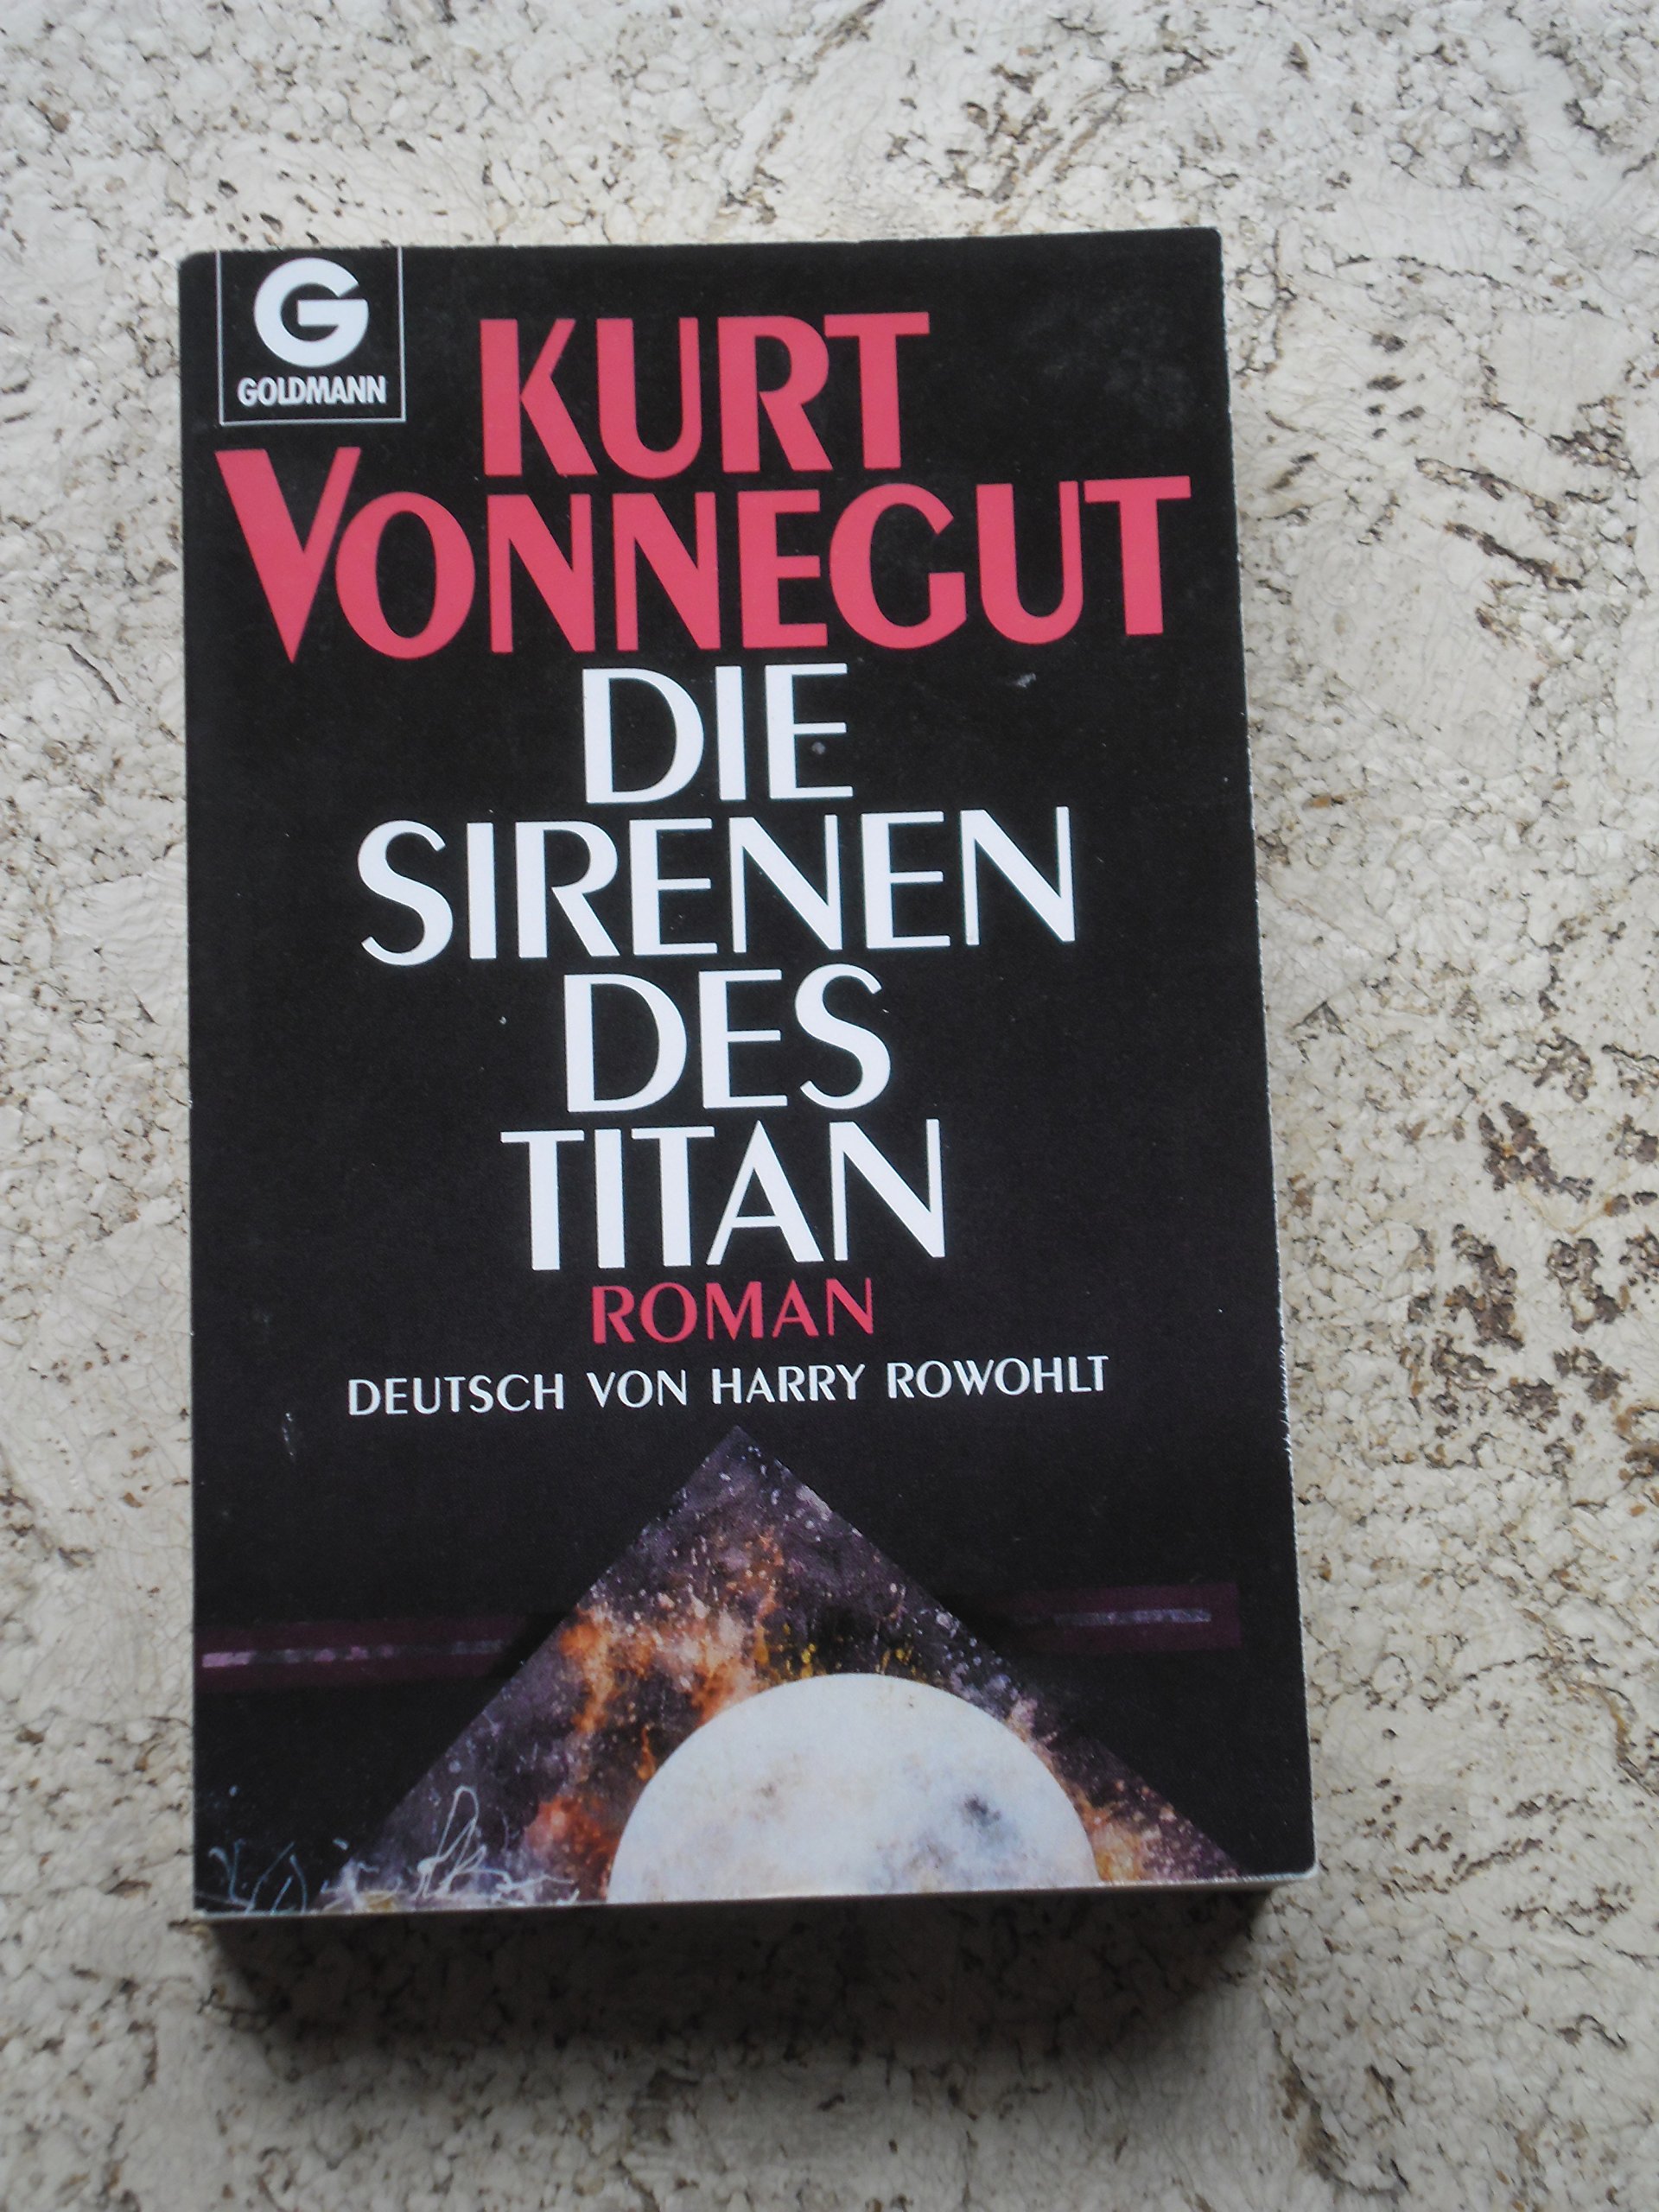 G
GOLDMANN
KURT
VONNEGUT
DIE
SIRENEN
DES
TITAN
ROMAN
DEUTSCH VON HARRY ROWOHLT